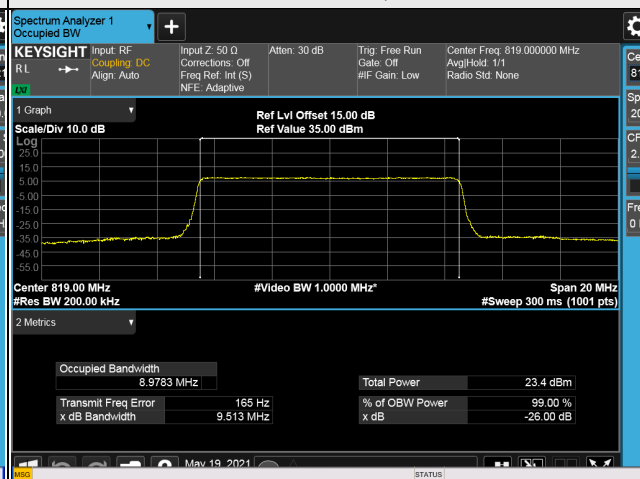 Spectrum Analyzer 1
Occupied BW
KEYSIGHT
R L
LXI
Input: RF
Coupling: DC
Align: Auto
Input Z: 50 Ω
Corrections: Off
Freq Ref: Int (S)
NFE: Adaptive
Atten: 30 dB
Trig: Free Run
Gate: Off
#IF Gain: Low
Center Freq: 819.000000 MHz
Avg|Hold: 1/1
Radio Std: None
1 Graph
Scale/Div 10.0 dB
Ref Lvl Offset 15.00 dB
Ref Value 35.00 dBm
Log
25.0
15.0
5.00
-5.00
-15.0
-25.0
-35.0
-45.0
-55.0
Center 819.00 MHz
#Video BW 1.0000 MHz*
Span 20 MHz
#Res BW 200.00 kHz
#Sweep 300 ms (1001 pts)
2 Metrics
Occupied Bandwidth
8.9783 MHz
Total Power 23.4 dBm
Transmit Freq Error 165 Hz
% of OBW Power 99.00 %
x dB Bandwidth 9.513 MHz
x dB -26.00 dB
May 19, 2021
MSG
STATUS